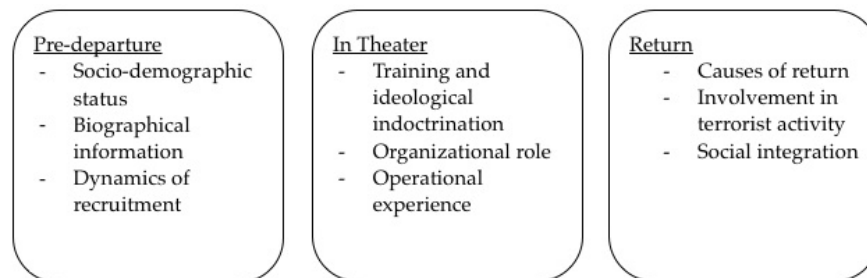 Pre-departure
- Socio-demographic
status
- Biographical
information
- Dynamics of
recruitment
In Theater
- Training and
ideological
indoctrination
- Organizational role
- Operational
experience
Return
- Causes of return
- Involvement in
terrorist activity
- Social integration